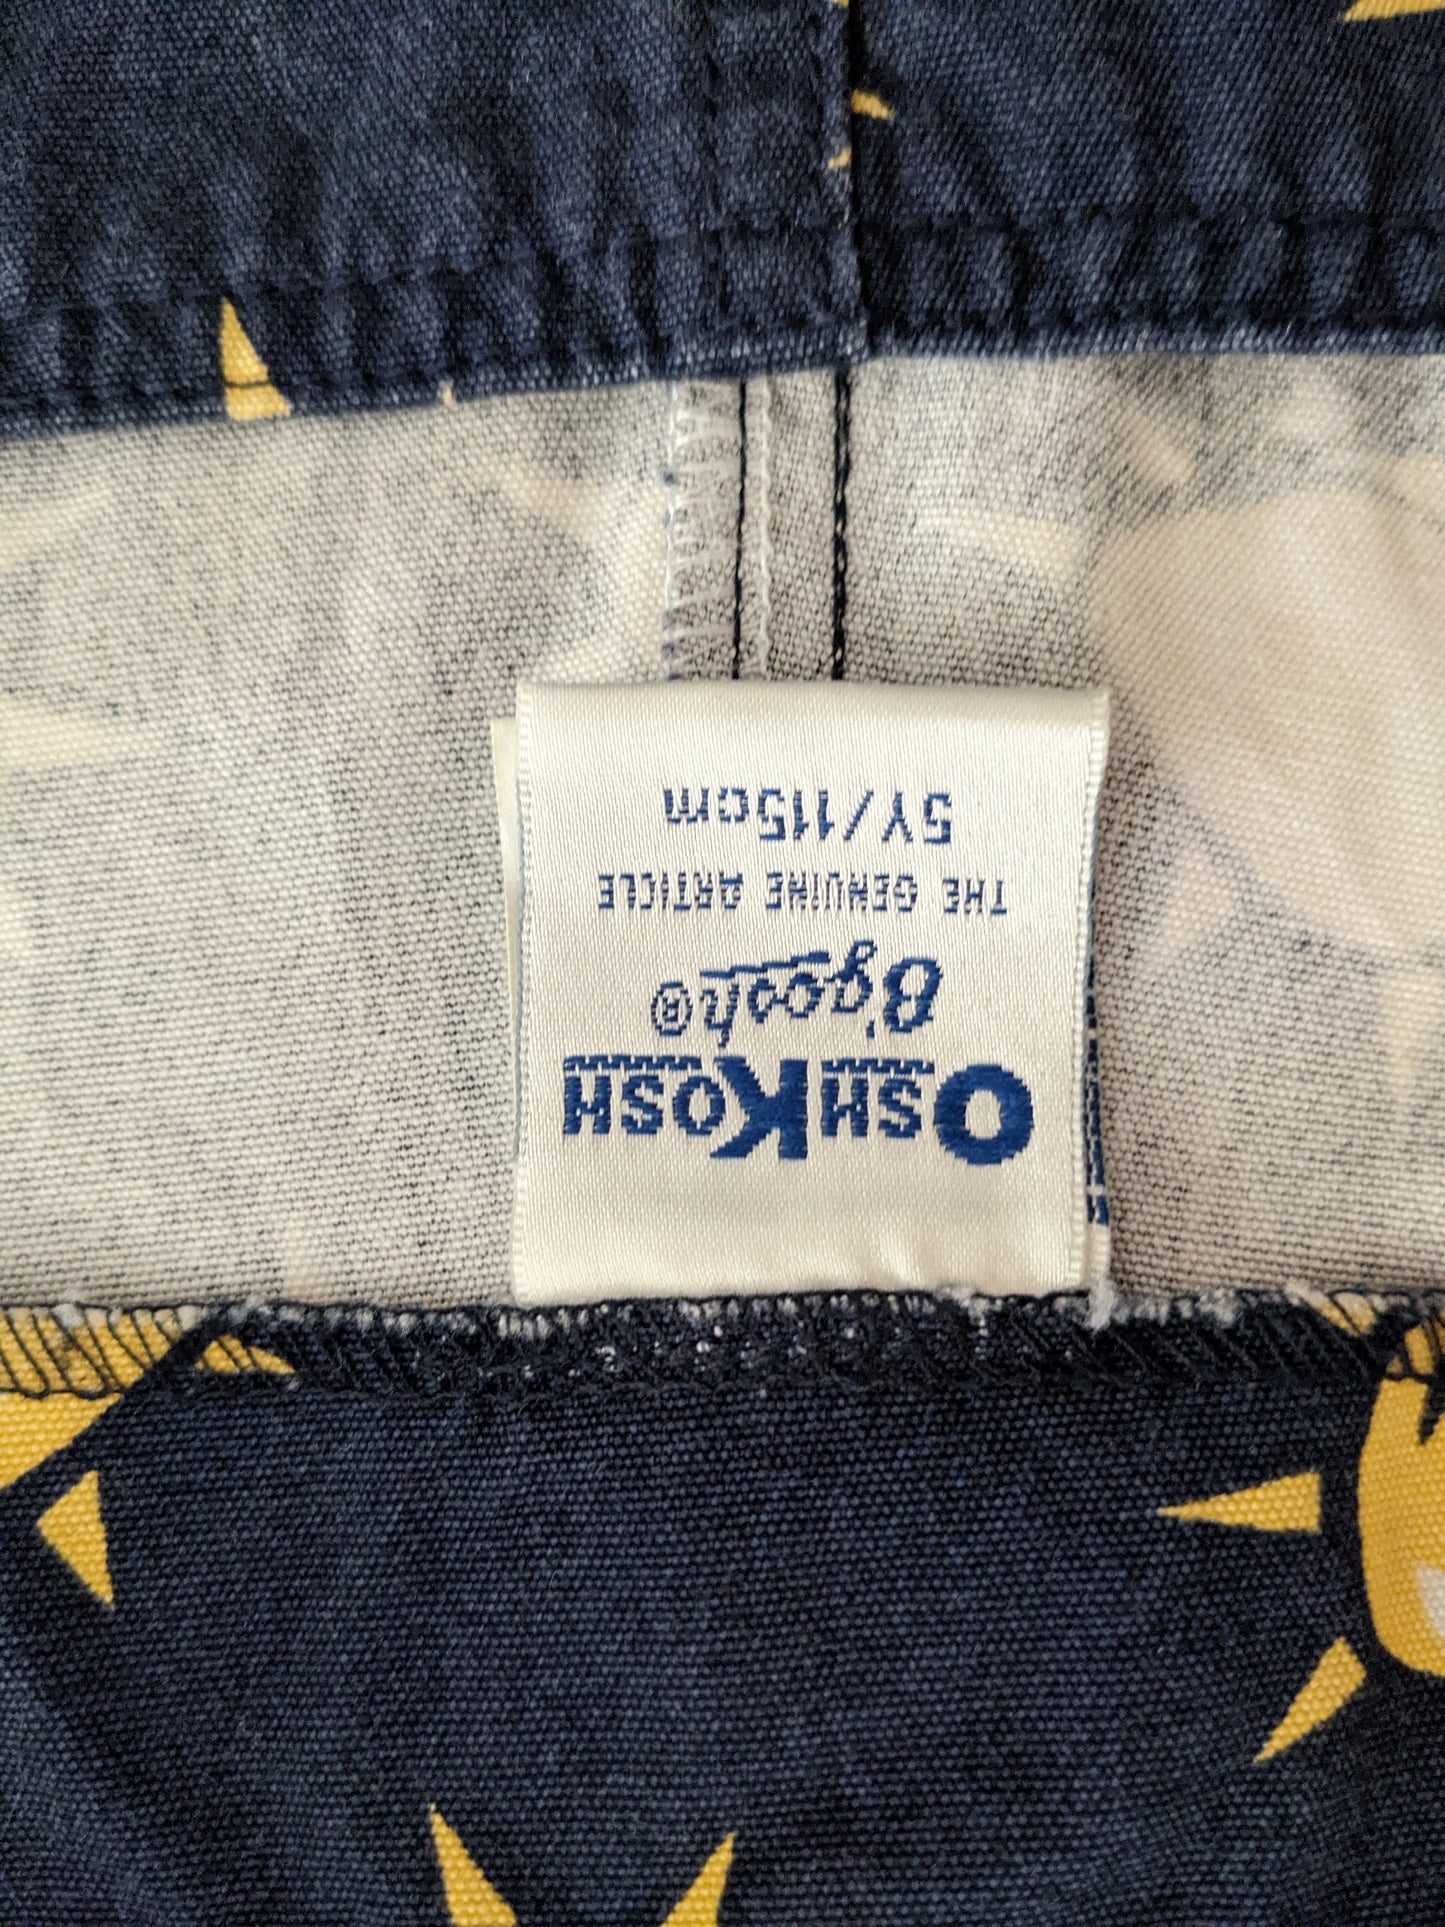 OSHKOSH
B'gosh®
THE GENUINE ARTICLE
5Y/115cm